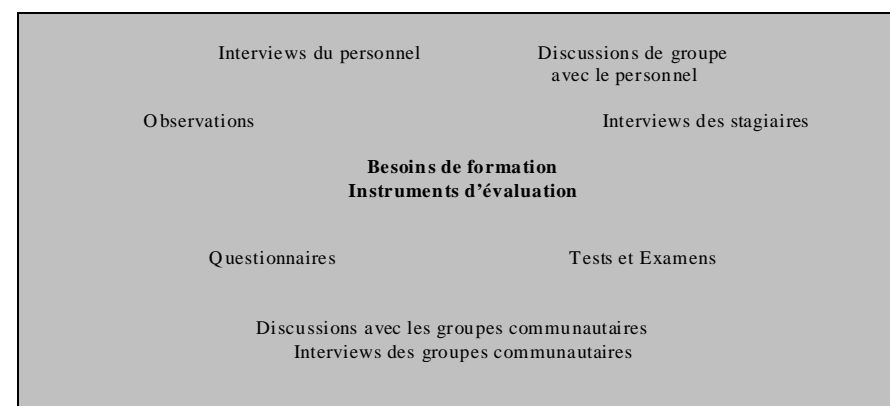 Interviews du personnel
Discussions de groupe
avec le personnel
Observations
Interviews des stagiaires
Besoins de formation
Instruments d’évaluation
Questionnaires
Tests et Examens
Discussions avec les groupes communautaires
Interviews des groupes communautaires